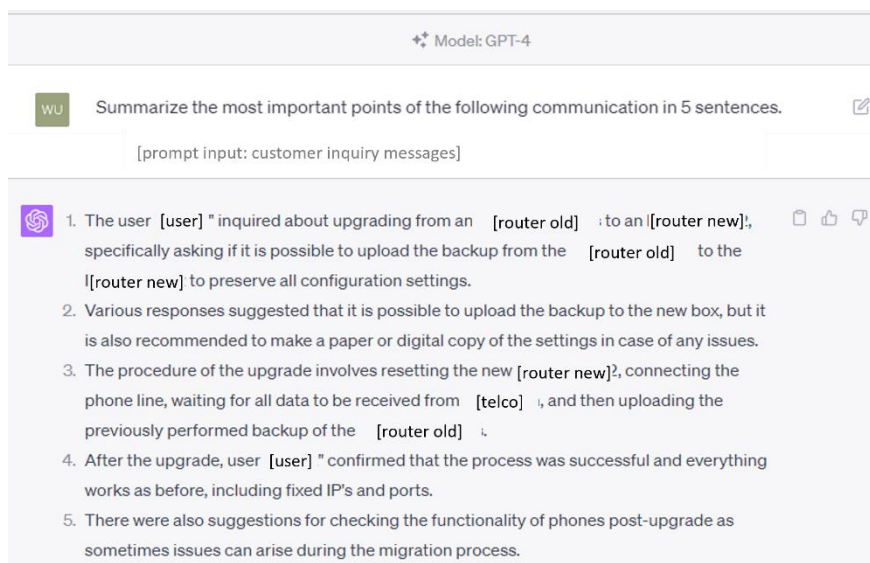 Model: GPT-4
WU Summarize the most important points of the following communication in 5 sentences.
[prompt input: customer inquiry messages]
1. The user [user] " inquired about upgrading from an [router old] to an [router new]!,
specifically asking if it is possible to upload the backup from the [router old] to the
[router new] to preserve all configuration settings.
2. Various responses suggested that it is possible to upload the backup to the new box, but it
is also recommended to make a paper or digital copy of the settings in case of any issues.
3. The procedure of the upgrade involves resetting the new [router new]2, connecting the
phone line, waiting for all data to be received from [telco] , and then uploading the
previously performed backup of the [router old] .
4. After the upgrade, user [user] " confirmed that the process was successful and everything
works as before, including fixed IP's and ports.
5. There were also suggestions for checking the functionality of phones post-upgrade as
sometimes issues can arise during the migration process.